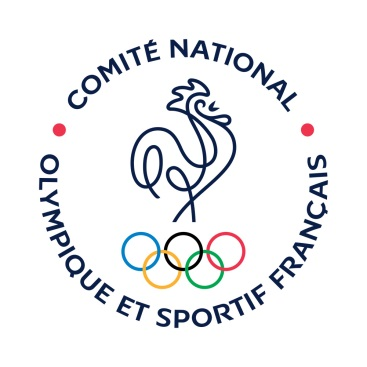 COMITÉ NATIONAL
OLYMPIQUE ET SPORTIF FRANÇAIS